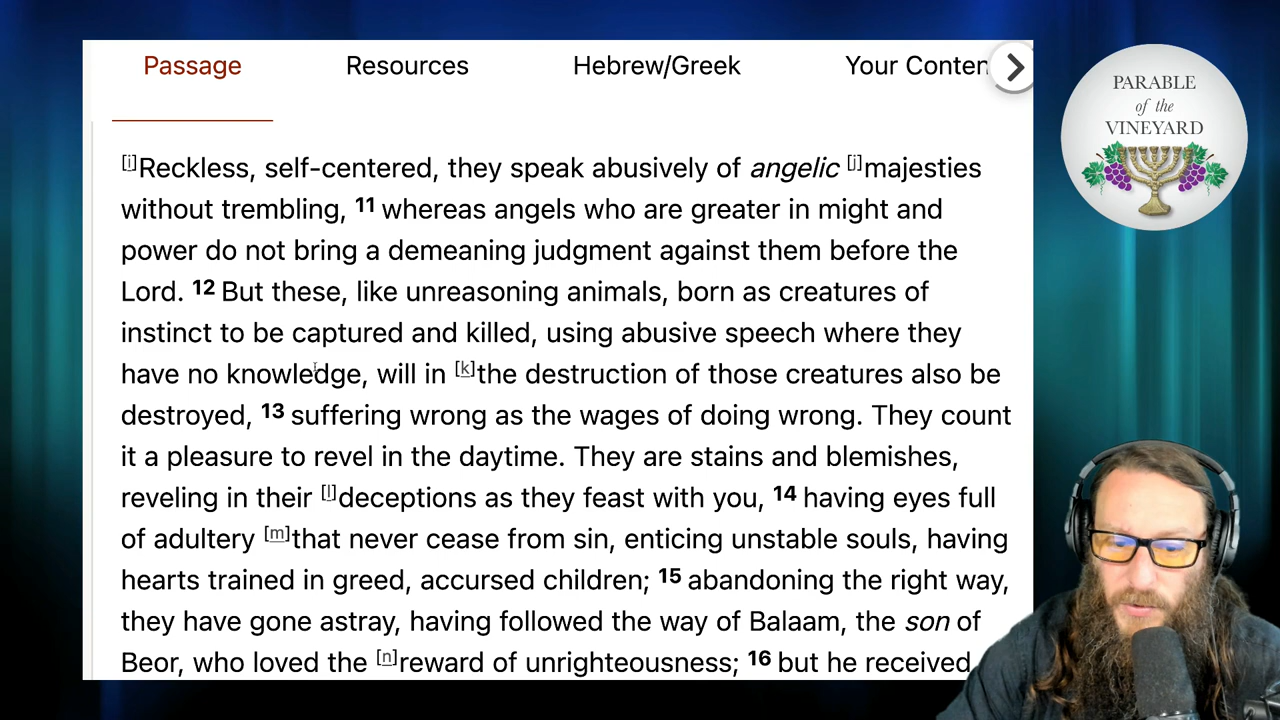 Passage Resources Hebrew/Greek Your Conten
PARABLE
of the
VINEYARD
[i]Reckless, self-centered, they speak abusively of angelic [j]majesties
without trembling, 11 whereas angels who are greater in might and
power do not bring a demeaning judgment against them before the
Lord. 12 But these, like unreasoning animals, born as creatures of
instinct to be captured and killed, using abusive speech where they
have no knowledge, will in [k]the destruction of those creatures also be
destroyed, 13 suffering wrong as the wages of doing wrong. They count
it a pleasure to revel in the daytime. They are stains and blemishes,
reveling in their [l]deceptions as they feast with you, 14 having eyes full
of adultery [m]that never cease from sin, enticing unstable souls, having
hearts trained in greed, accursed children; 15 abandoning the right way,
they have gone astray, having followed the way of Balaam, the son of
Beor, who loved the [n]reward of unrighteousness; 16 but he received